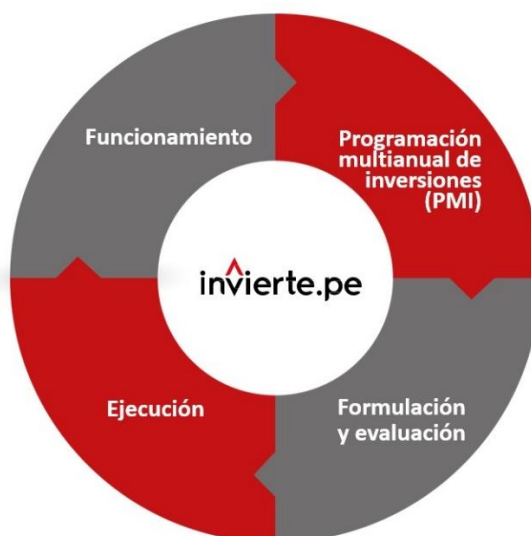 Funcionamiento
Programación
multianual de
inversiones
(PMI)
invierte.pe
Ejecución
Formulación
y evaluación